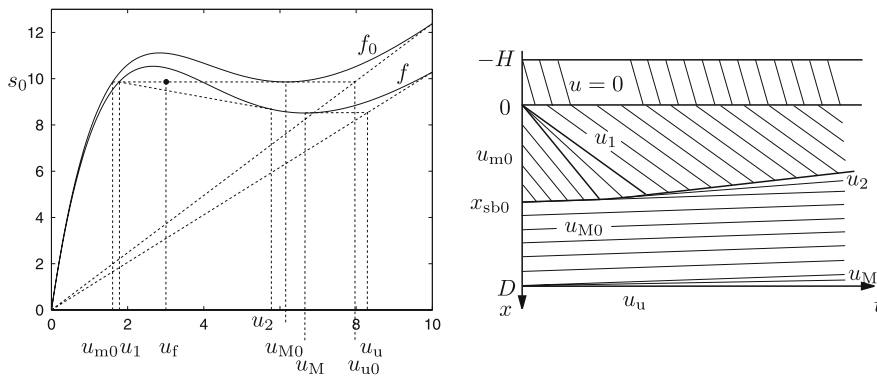 12
10
8
6
4
2
0
s₀
f₀
f
0 2 4 6 8 10
u_m0 u₁ u_f u₂ u_M0 u_M u_u u_u0
−H
u = 0
0
u₁
u_m0
x_sb0
u₂
u_M0
u_M
D
x
u_u
t